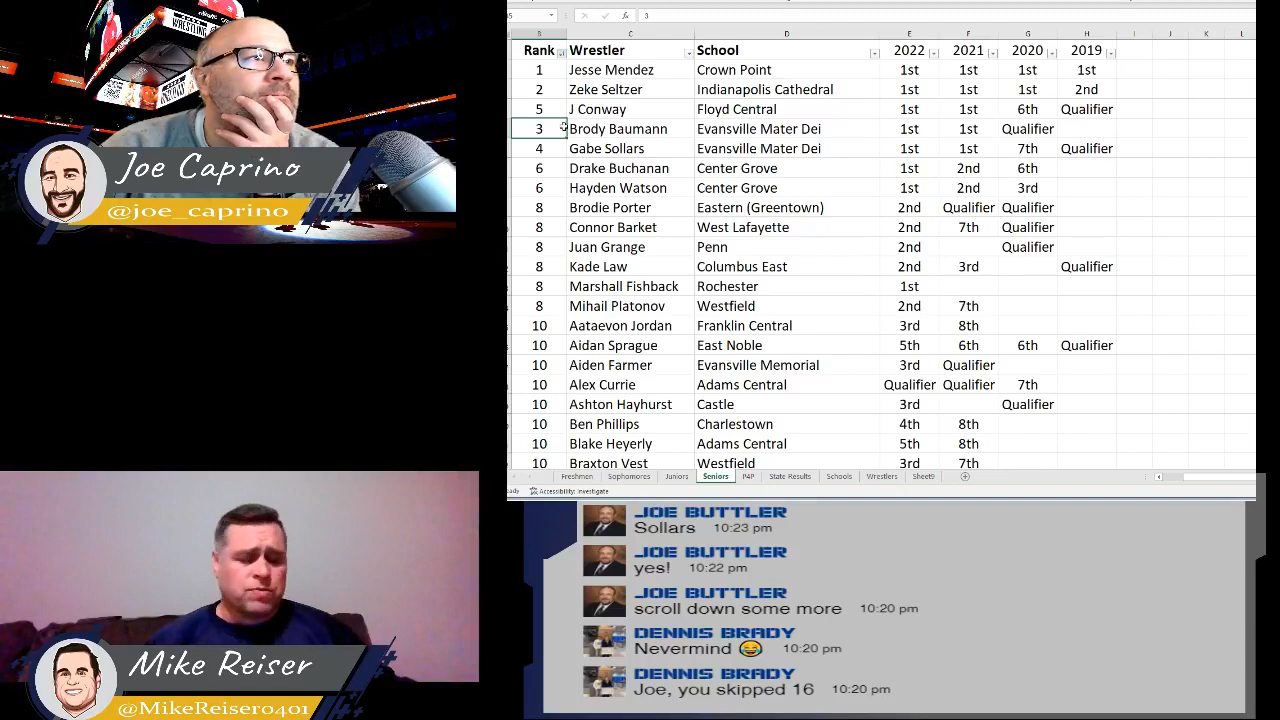 WRESTLING
Joe Caprino
@joe_caprino
Mike Reiser
@MikeReiser0401
3
B C D E F G H I J K L
Rank Wrestler School 2022 2021 2020 2019
1 Jesse Mendez Crown Point 1st 1st 1st 1st
2 Zeke Seltzer Indianapolis Cathedral 1st 1st 1st 2nd
5 J Conway Floyd Central 1st 1st 6th Qualifier
3 Brody Baumann Evansville Mater Dei 1st 1st Qualifier
4 Gabe Sollars Evansville Mater Dei 1st 1st 7th Qualifier
6 Drake Buchanan Center Grove 1st 2nd 6th
6 Hayden Watson Center Grove 1st 2nd 3rd
8 Brodie Porter Eastern (Greentown) 2nd Qualifier Qualifier
8 Connor Barket West Lafayette 2nd 7th Qualifier
8 Juan Grange Penn 2nd Qualifier
8 Kade Law Columbus East 2nd 3rd Qualifier
8 Marshall Fishback Rochester 1st
8 Mihail Platonov Westfield 2nd 7th
10 Aataevon Jordan Franklin Central 3rd 8th
10 Aidan Sprague East Noble 5th 6th 6th Qualifier
10 Aiden Farmer Evansville Memorial 3rd Qualifier
10 Alex Currie Adams Central Qualifier Qualifier 7th
10 Ashton Hayhurst Castle 3rd Qualifier
10 Ben Phillips Charlestown 4th 8th
10 Blake Heyerly Adams Central 5th 8th
10 Braxton Vest Westfield 3rd 7th
Freshmen Sophomores Juniors Seniors P4P State Results Schools Wrestlers Sheet9
Accessibility: Investigate
JOE BUTTLER
Sollars 10:23 pm
JOE BUTTLER
yes! 10:22 pm
JOE BUTTLER
scroll down some more 10:20 pm
DENNIS BRADY
Nevermind 😂 10:20 pm
DENNIS BRADY
Joe, you skipped 16 10:20 pm